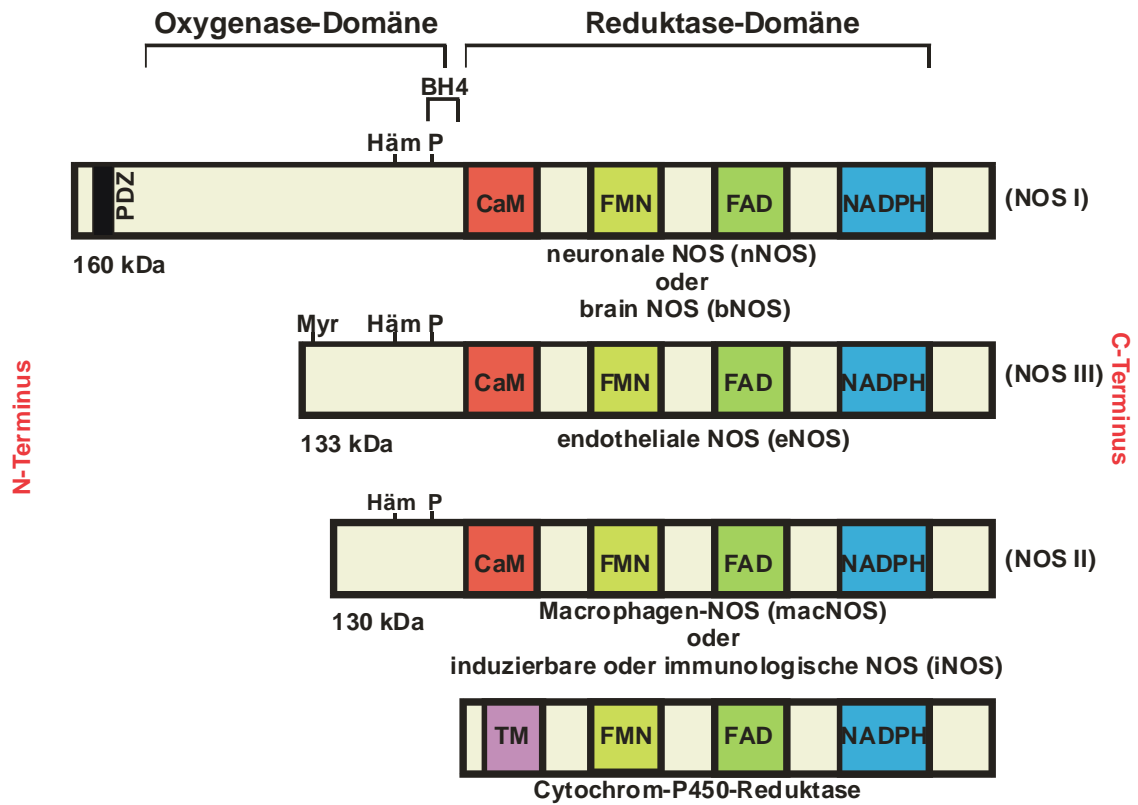 Oxygenase-Domäne Reduktase-Domäne
BH4
Häm P
PDZ CaM FMN FAD NADPH (NOS I)
160 kDa
neuronale NOS (nNOS)
oder
brain NOS (bNOS)
Myr Häm P
CaM FMN FAD NADPH (NOS III)
133 kDa
endotheliale NOS (eNOS)
N-Terminus
C-Terminus
Häm P
CaM FMN FAD NADPH (NOS II)
130 kDa
Macrophagen-NOS (macNOS)
oder
induzierbare oder immunologische NOS (iNOS)
TM FMN FAD NADPH
Cytochrom-P450-Reduktase